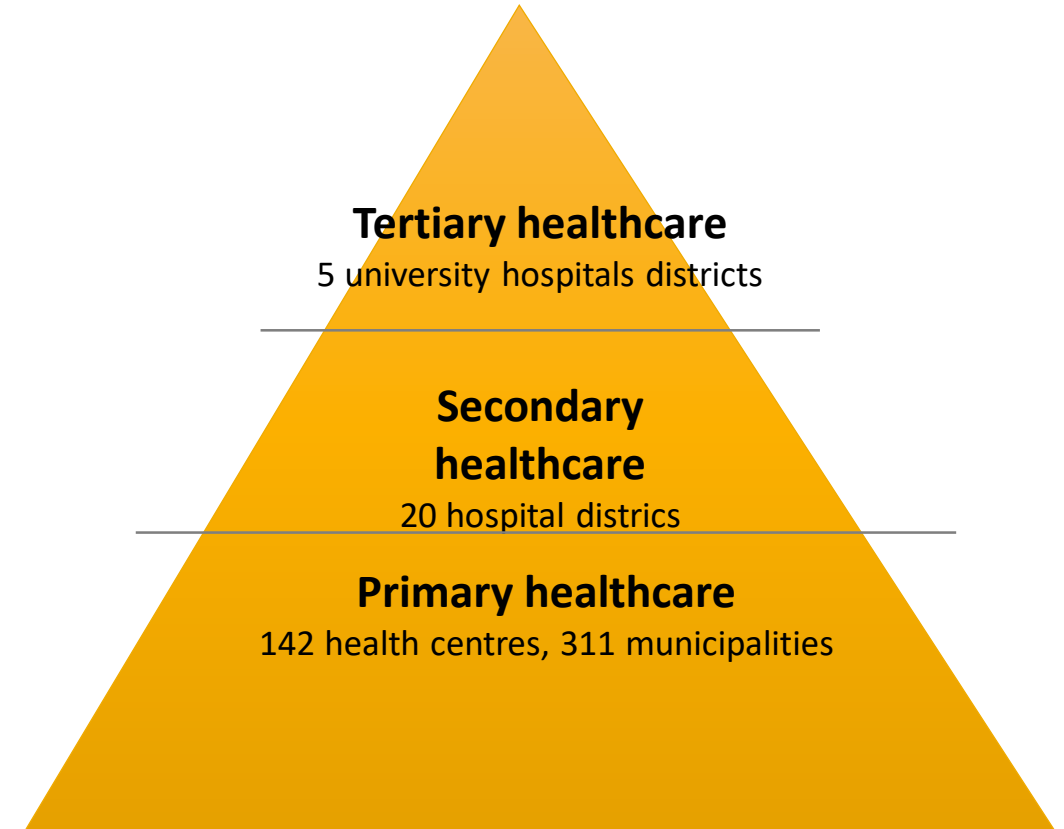 Tertiary healthcare
5 university hospitals districts
Secondary
healthcare
20 hospital districs
Primary healthcare
142 health centres, 311 municipalities